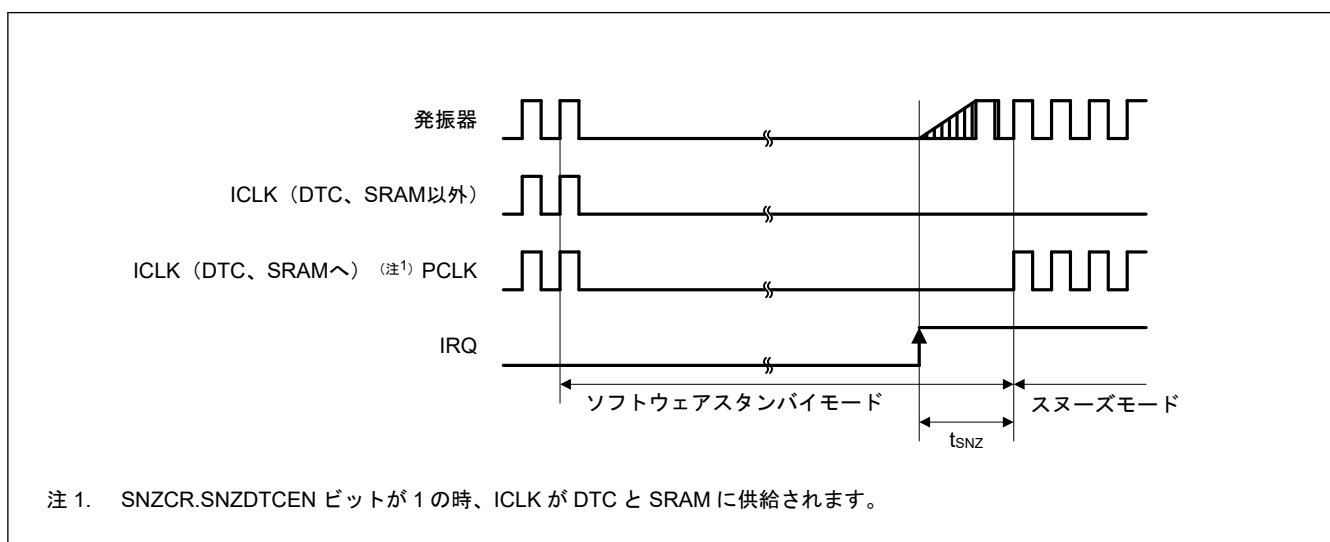 発振器
ICLK（DTC、SRAM以外）
ICLK（DTC、SRAMへ）（注1）PCLK
IRQ
ソフトウェアスタンバイモード
スヌーズモード
tSNZ
注 1. SNZCR.SNZDTCEN ビットが 1 の時、ICLK が DTC と SRAM に供給されます。